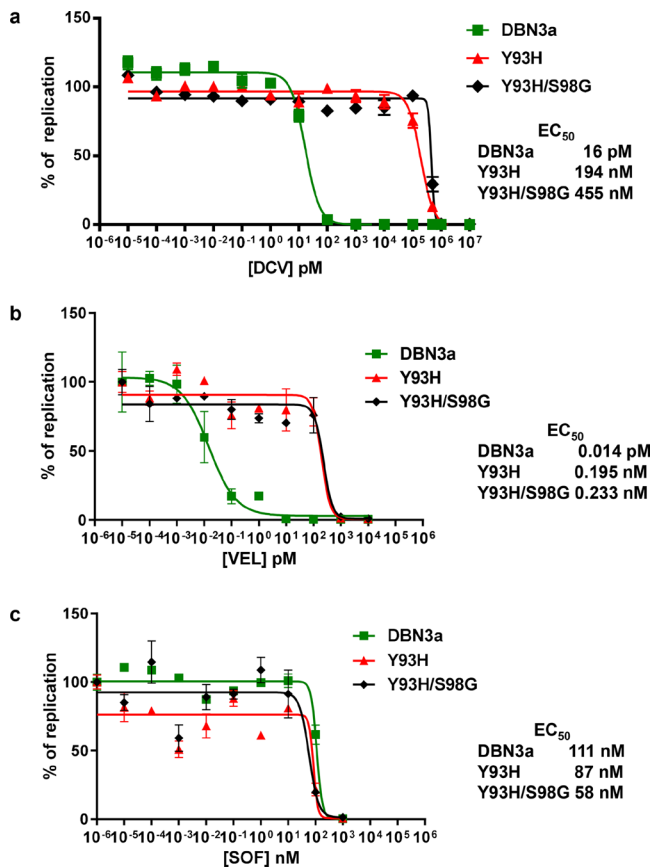 a
DBN3a
Y93H
Y93H/S98G
150
100
50
0
% of replication
10⁻⁶ 10⁻⁵ 10⁻⁴ 10⁻³ 10⁻² 10⁻¹ 10⁰ 10¹ 10² 10³ 10⁴ 10⁵ 10⁶ 10⁷
[DCV] pM
EC₅₀
DBN3a 16 pM
Y93H 194 nM
Y93H/S98G 455 nM
b
DBN3a
Y93H
Y93H/S98G
150
100
50
0
% of replication
10⁻⁶ 10⁻⁵ 10⁻⁴ 10⁻³ 10⁻² 10⁻¹ 10⁰ 10¹ 10² 10³ 10⁴ 10⁵ 10⁶
[VEL] pM
EC₅₀
DBN3a 0.014 pM
Y93H 0.195 nM
Y93H/S98G 0.233 nM
c
DBN3a
Y93H
Y93H/S98G
150
100
50
0
% of replication
10⁻⁶ 10⁻⁵ 10⁻⁴ 10⁻³ 10⁻² 10⁻¹ 10⁰ 10¹ 10² 10³ 10⁴ 10⁵ 10⁶
[SOF] nM
EC₅₀
DBN3a 111 nM
Y93H 87 nM
Y93H/S98G 58 nM